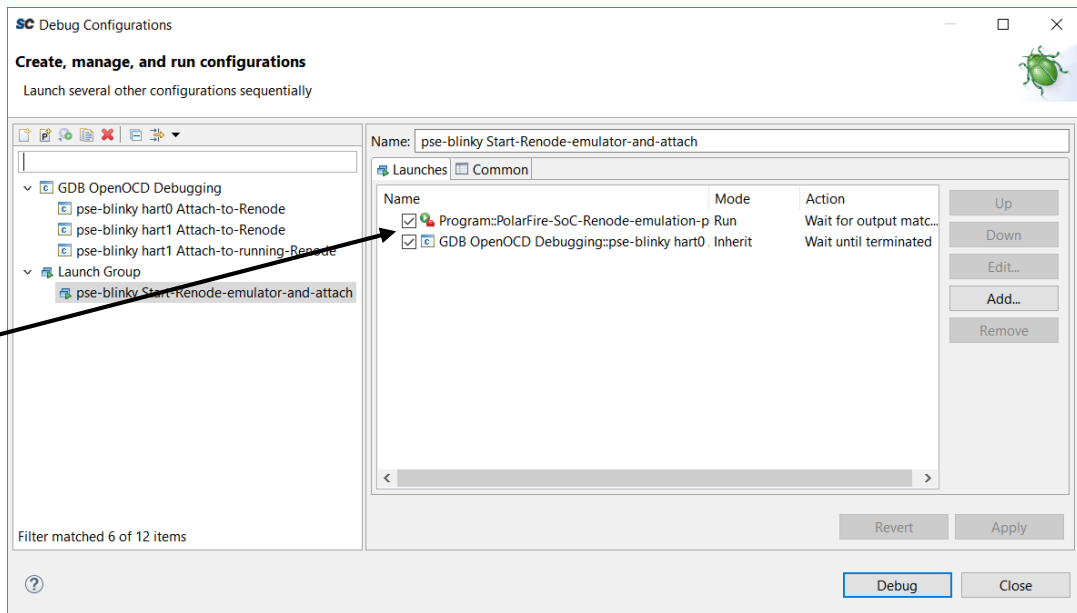 SC Debug Configurations
Create, manage, and run configurations
Launch several other configurations sequentially
Name: pse-blinky Start-Renode-emulator-and-attach
Launches Common
GDB OpenOCD Debugging
pse-blinky hart0 Attach-to-Renode
pse-blinky hart1 Attach-to-Renode
pse-blinky hart1 Attach-to-running-Renode
Launch Group
pse-blinky Start-Renode-emulator-and-attach
Filter matched 6 of 12 items
Name Mode Action
Program::PolarFire-SoC-Renode-emulation-p Run Wait for output matc...
GDB OpenOCD Debugging::pse-blinky hart0 . Inherit Wait until terminated
Up
Down
Edit...
Add...
Remove
Revert Apply
? Debug Close